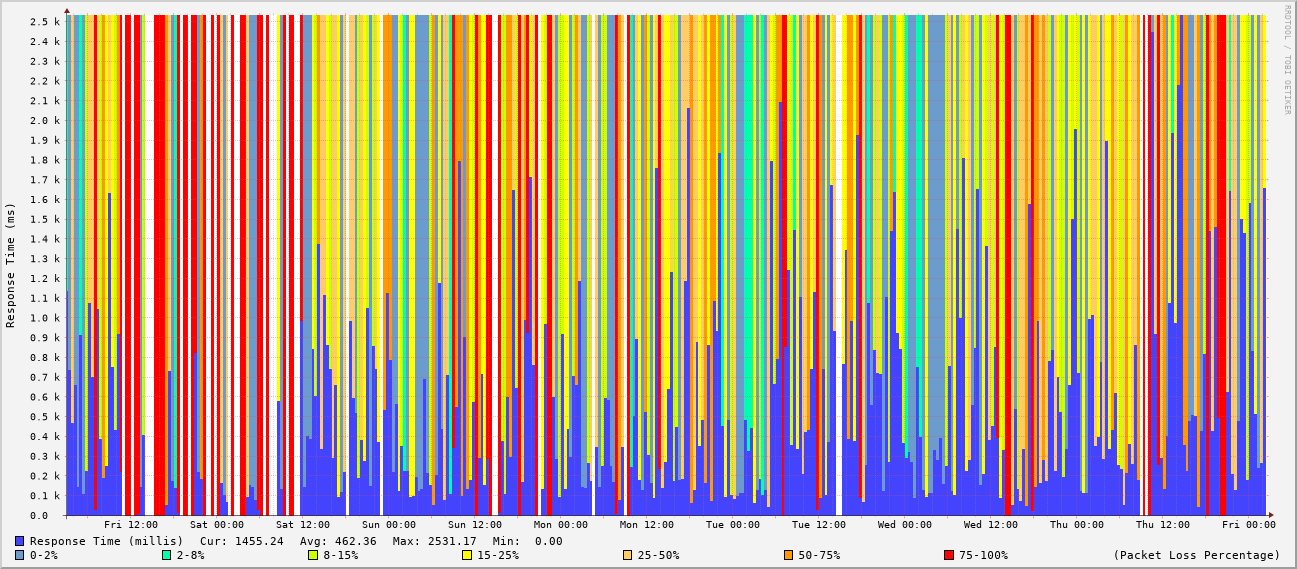 2.5 k
2.4 k
2.3 k
2.2 k
2.1 k
2.0 k
1.9 k
1.8 k
1.7 k
1.6 k
1.5 k
1.4 k
1.3 k
1.2 k
1.1 k
1.0 k
0.9 k
0.8 k
0.7 k
0.6 k
0.5 k
0.4 k
0.3 k
0.2 k
0.1 k
0.0
Response Time (ms)
RRDTOOL / TOBI OETIKER
Fri 12:00 Sat 00:00 Sat 12:00 Sun 00:00 Sun 12:00 Mon 00:00 Mon 12:00 Tue 00:00 Tue 12:00 Wed 00:00 Wed 12:00 Thu 00:00 Thu 12:00 Fri 00:00
Response Time (millis) Cur: 1455.24 Avg: 462.36 Max: 2531.17 Min: 0.00
0-2% 2-8% 8-15% 15-25% 25-50% 50-75% 75-100% (Packet Loss Percentage)